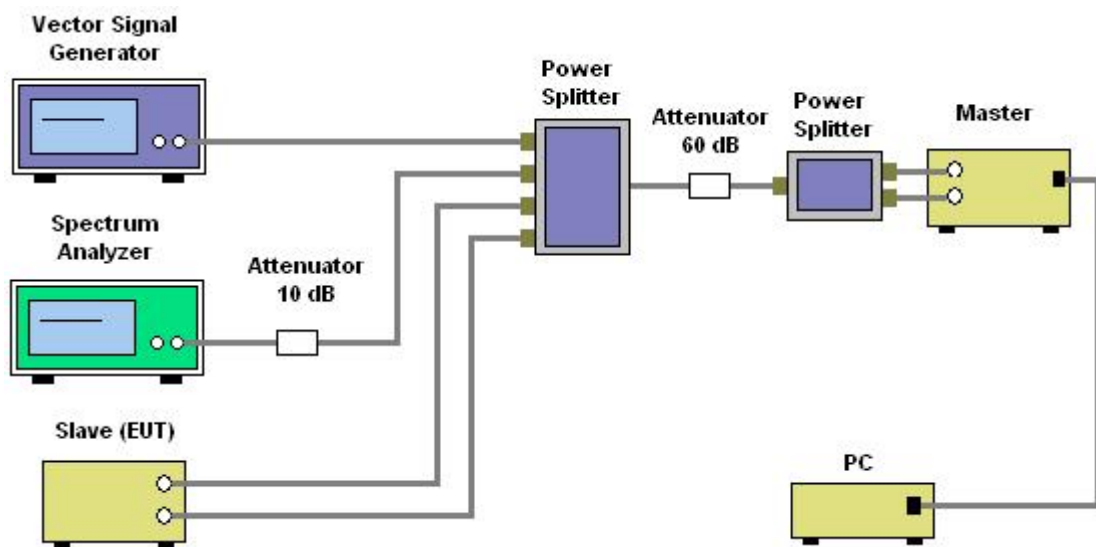 Vector Signal
Generator
Power
Splitter
Attenuator
60 dB
Power
Splitter
Master
Spectrum
Analyzer
Attenuator
10 dB
Slave (EUT)
PC